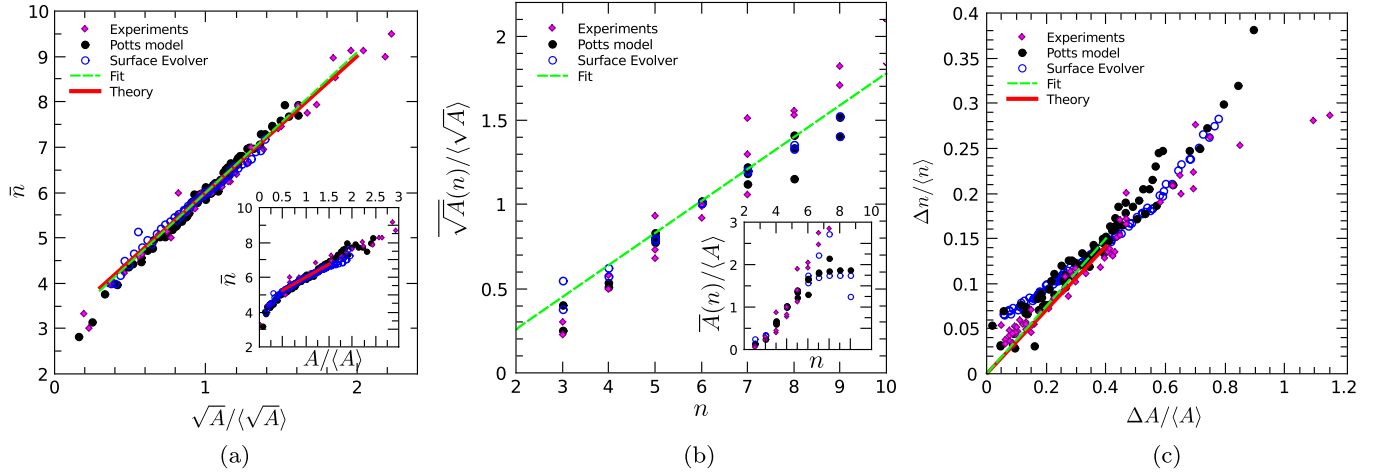 Experiments
Potts model
Surface Evolver
Fit
Theory
10
9
8
7
6
5
4
3
2
n̅
0
1
2
√A/⟨√A⟩
0 0.5 1 1.5 2 2.5 3
10
8
6
4
2
n̅
A/⟨A⟩
(a)
Experiments
Potts model
Surface Evolver
Fit
2
1.5
1
0.5
0
√A̅(n)/⟨√A⟩
2 3 4 5 6 7 8 9 10
n
2 4 6 8 10
3
2
1
0
A̅(n)/⟨A⟩
n
(b)
Experiments
Potts model
Surface Evolver
Fit
Theory
0.4
0.35
0.3
0.25
0.2
0.15
0.1
0.05
0
Δn/⟨n⟩
0 0.2 0.4 0.6 0.8 1 1.2
ΔA/⟨A⟩
(c)